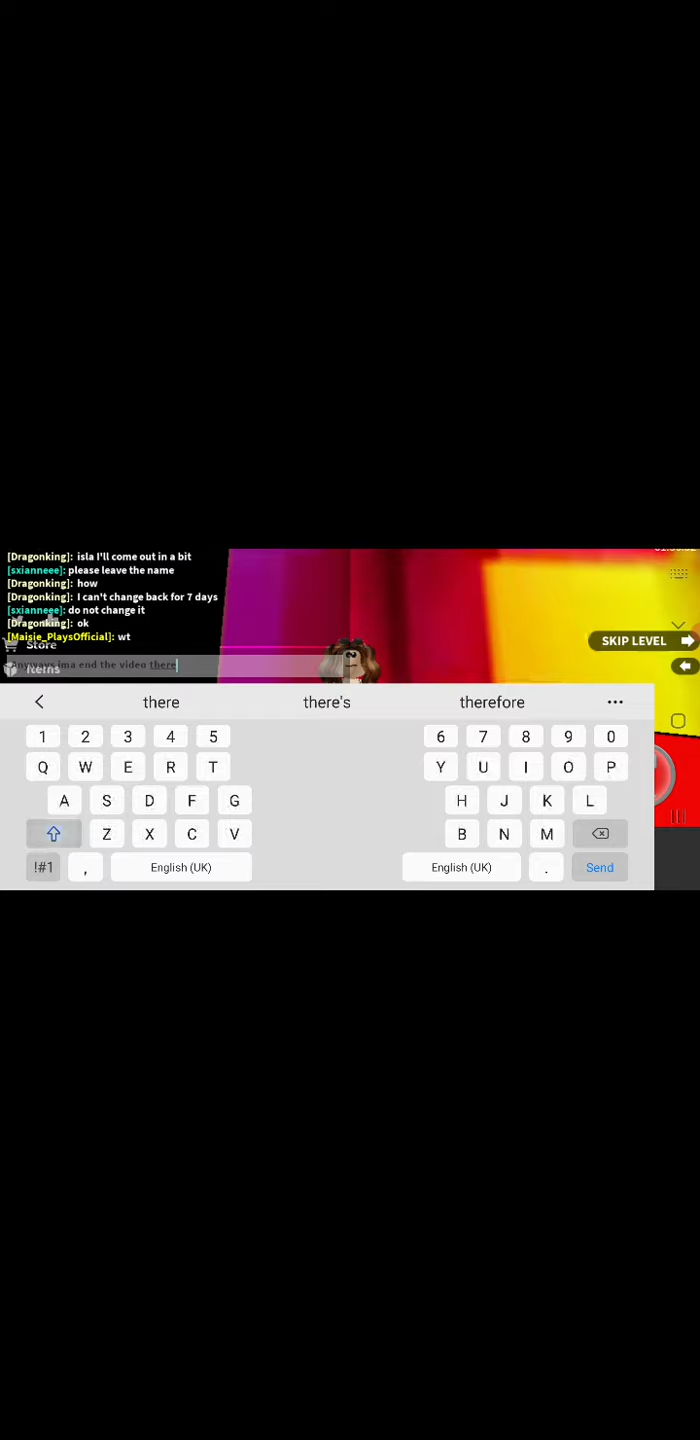 [Dragonking]: isla I'll come out in a bit
[sxianneee]: please leave the name
[Dragonking]: how
[Dragonking]: I can't change back for 7 days
[sxianneee]: do not change it
[Dragonking]: ok
[Maisie_PlaysOfficial]: wt
Store
SKIP LEVEL
Anyways ima end the video there
Items
there there's therefore
1 2 3 4 5 6 7 8 9 0
Q W E R T Y U I O P
A S D F G H J K L
Z X C V B N M
!#1 , English (UK) English (UK) . Send